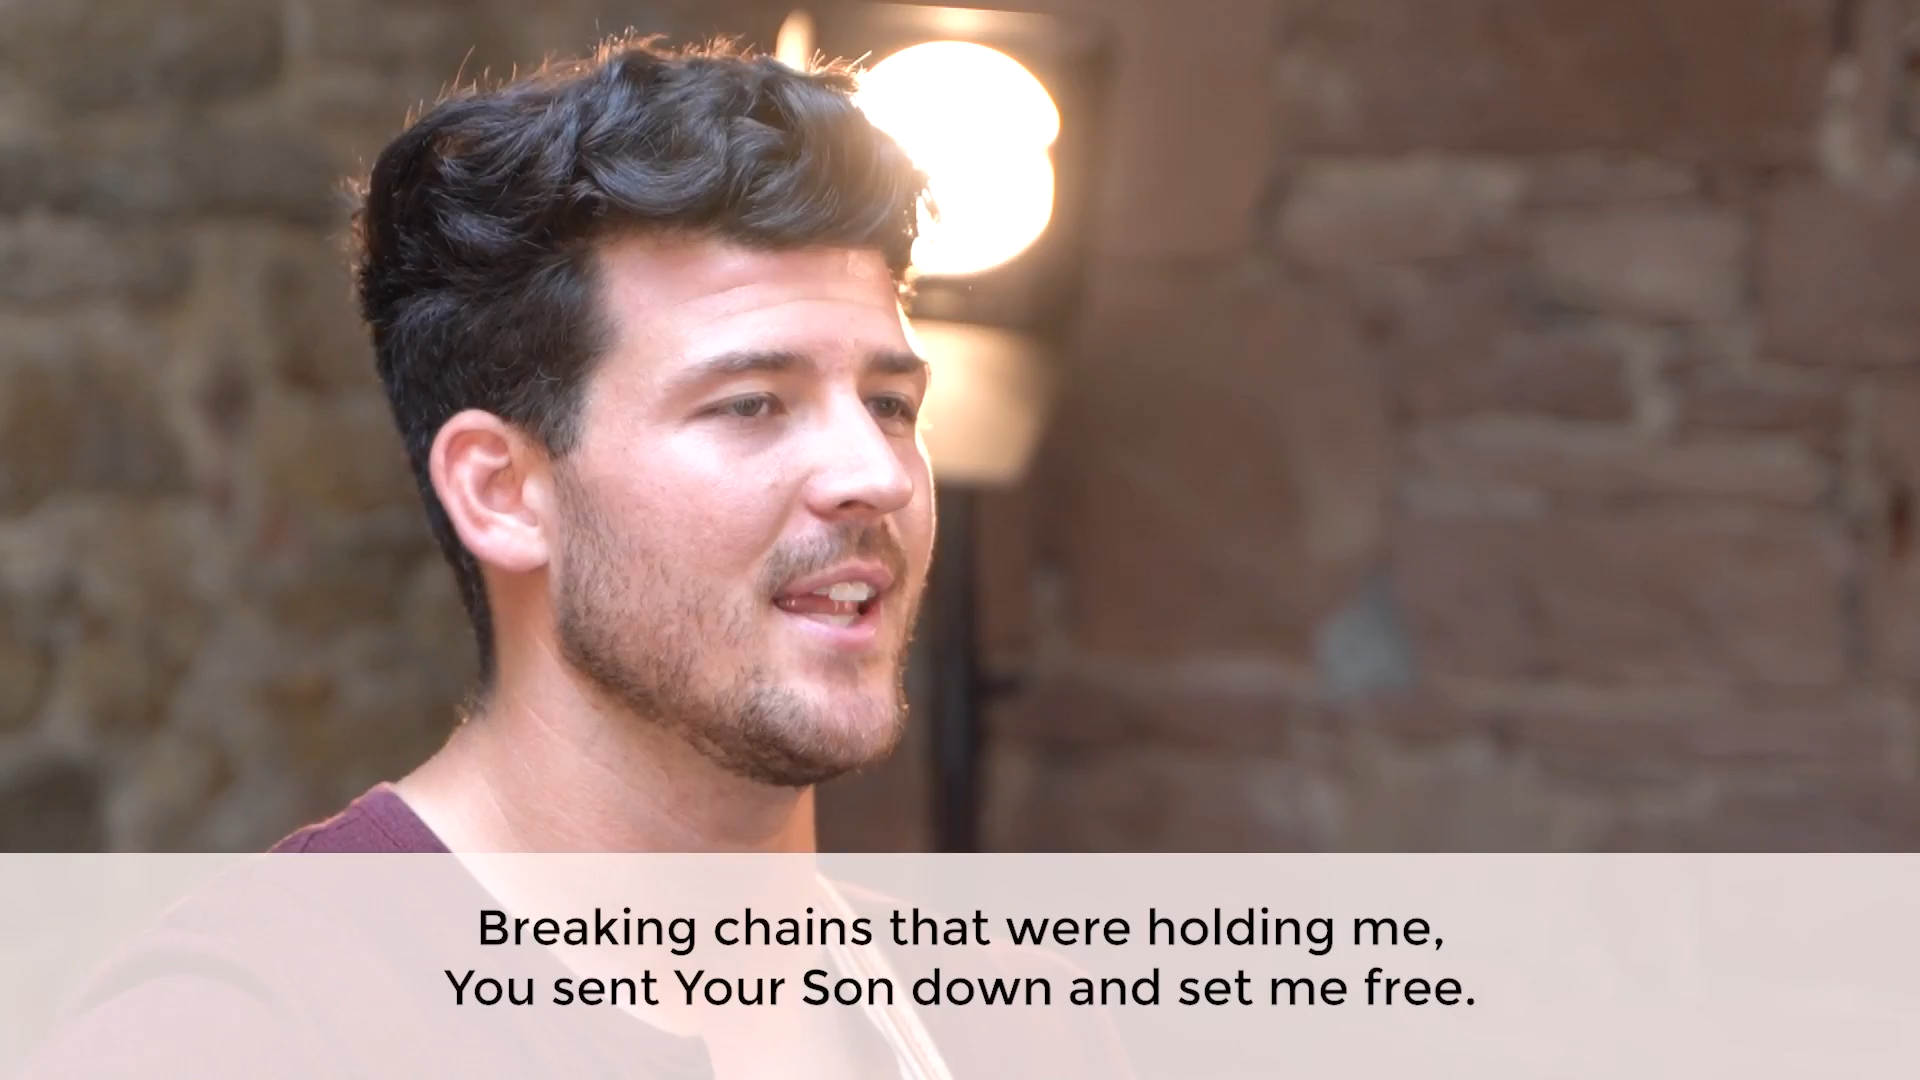 Breaking chains that were holding me,
You sent Your Son down and set me free.